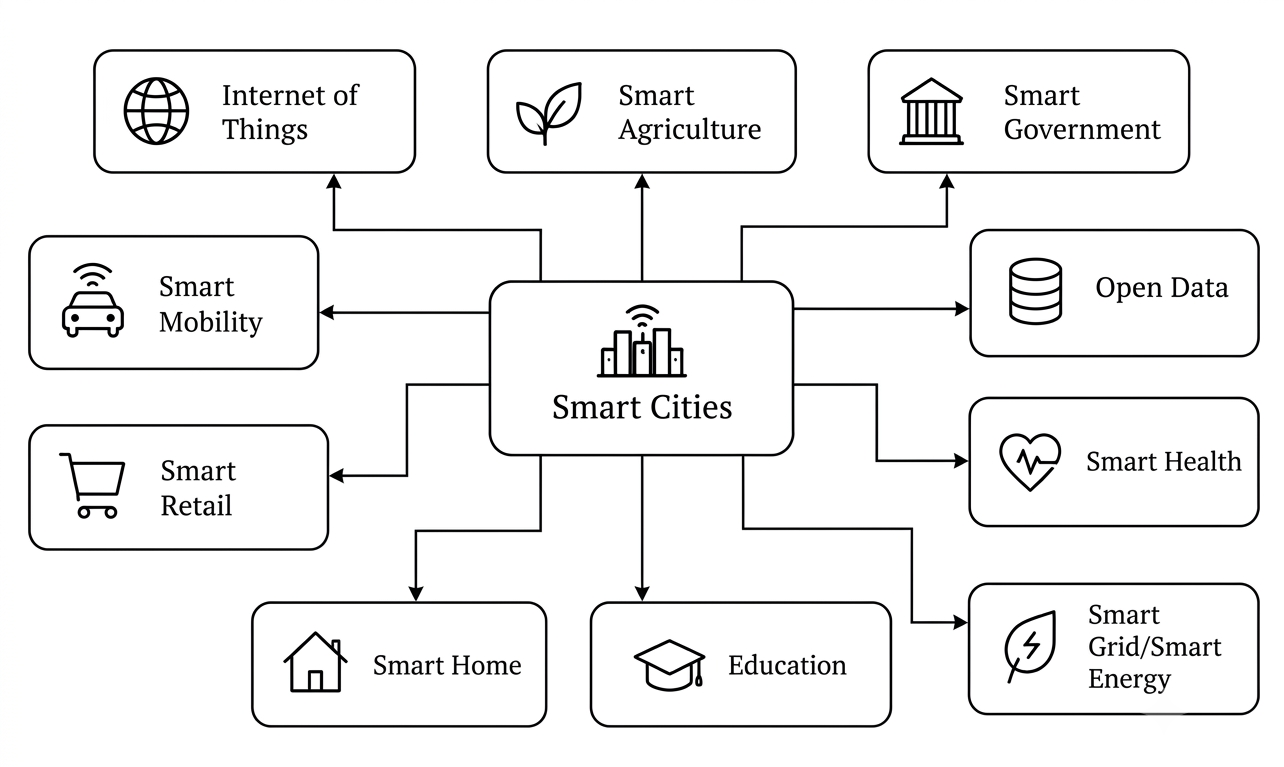 Internet of
Things
Smart
Agriculture
Smart
Government
Smart
Mobility
Open Data
Smart Cities
Smart
Retail
Smart Health
Smart Home
Education
Smart
Grid/Smart
Energy